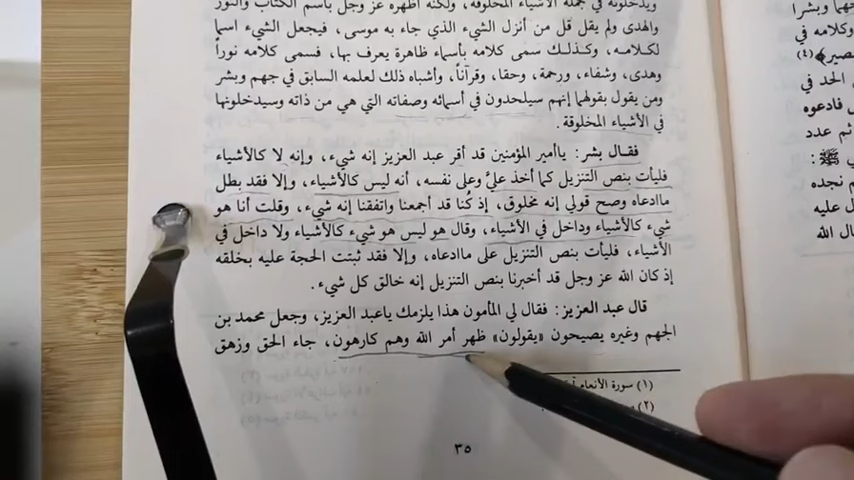 ويدخلونه في جملة الأشياء المخلوقة، ولكنه أظهره عز وجل باسم الكتاب والنور
والهدى ولم يقل قل من أنزل الشيء الذي جاء به موسى، فيجعل الشيء اسما
لكلامه، وكذلك سمى كلامه بأسماء ظاهرة يعرف بها، فسمى كلامه نوراً
وهدى، وشفاء، ورحمة، وحقا، وقرآناً، وأشباه ذلك لعلمه السابق في جهم وبشر
ومن يقول بقولهما إنهم سيلحدون في أسمائه وصفاته التي هي من ذاته وسيدخلونها
في الأشياء المخلوقة.
فقال بشر: ياأمير المؤمنين قد أقر عبد العزيز إنه شيء، وإنه لا كالأشياء
فليأت بنص التنزيل كما أخذ عليَّ وعلى نفسه، أنه ليس كالأشياء، وإلا فقد بطل
ماادعاه وصح قولي إنه مخلوق، إذ كُنا قد أجمعنا واتفقنا إنه شيء، وقلت أنا هو
شيء كالأشياء وداخل في الأشياء، وقال هو ليس هو شيء كالأشياء ولا داخل في
الأشياء، فليأت بنص التنزيل على ماادعاه، وإلا فقد ثبتت الحجة عليه بخلقه
إذ كان الله عز وجل قد أخبرنا بنص التنزيل إنه خالق كل شيء.
قال عبد العزيز: فقال لي المأمون هذا يلزمك ياعبد العزيز، وجعل محمد بن
الجهم وغيره يصيحون «يقولون» ظهر أمر الله وهم كارهون، جاء الحق وزهق
(١) سورة الأنعام
(٢)
٣٥